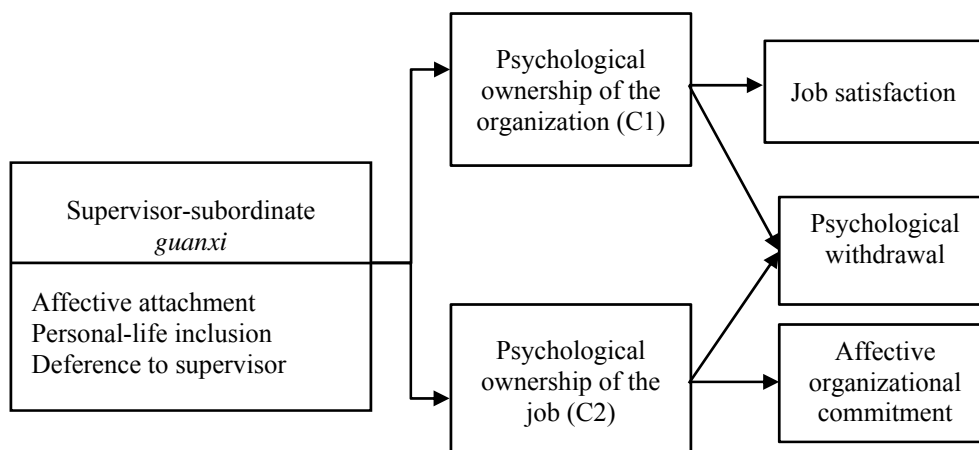 Supervisor-subordinate
guanxi
Affective attachment
Personal-life inclusion
Deference to supervisor
Psychological
ownership of the
organization (C1)
Psychological
ownership of the
job (C2)
Job satisfaction
Psychological
withdrawal
Affective
organizational
commitment